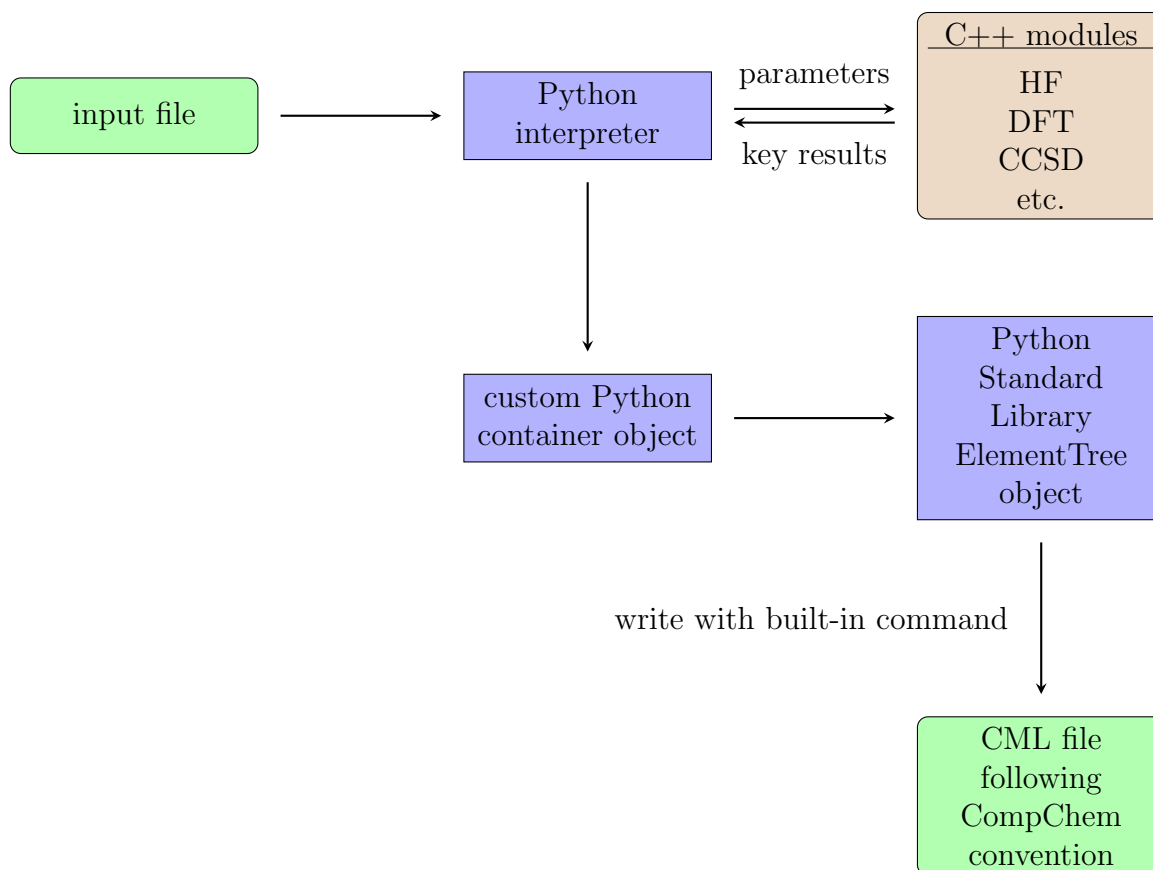 input file
Python
interpreter
parameters
key results
C++ modules
HF
DFT
CCSD
etc.
custom Python
container object
Python
Standard
Library
ElementTree
object
write with built-in command
CML file
following
CompChem
convention